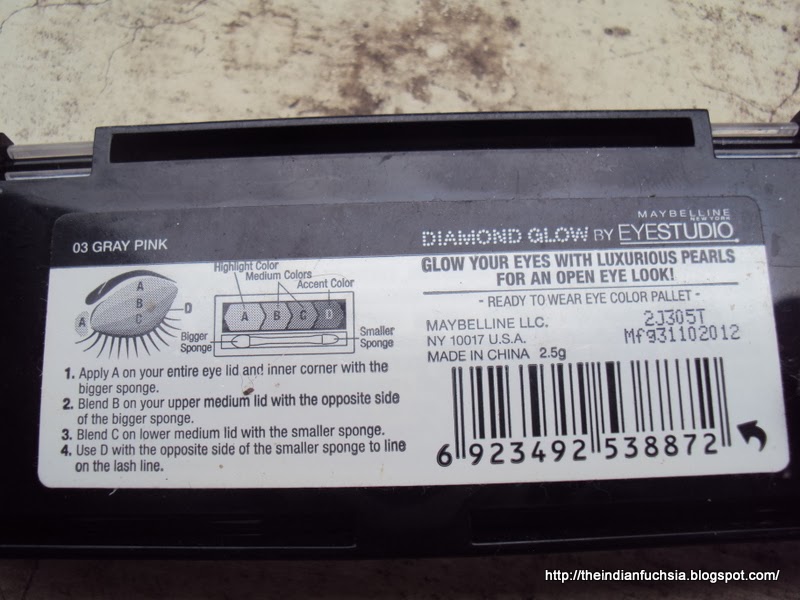 03 GRAY PINK
MAYBELLINE
NEW YORK
DIAMOND GLOW BY EYESTUDIO
GLOW YOUR EYES WITH LUXURIOUS PEARLS
FOR AN OPEN EYE LOOK!
- READY TO WEAR EYE COLOR PALLET -
MAYBELLINE LLC.
NY 10017 U.S.A.
MADE IN CHINA 2.5g
2J305T
Mfg31102012
6 923492 538872
A
B
C
A
D
Highlight Color
Medium Colors
Accent Color
A B C D
Bigger
Sponge
Smaller
Sponge
1. Apply A on your entire eye lid and inner corner with the
bigger sponge.
2. Blend B on your upper medium lid with the opposite side
of the bigger sponge.
3. Blend C on lower medium lid with the smaller sponge.
4. Use D with the opposite side of the smaller sponge to line
on the lash line.
http://theindianfuchsia.blogspot.com/